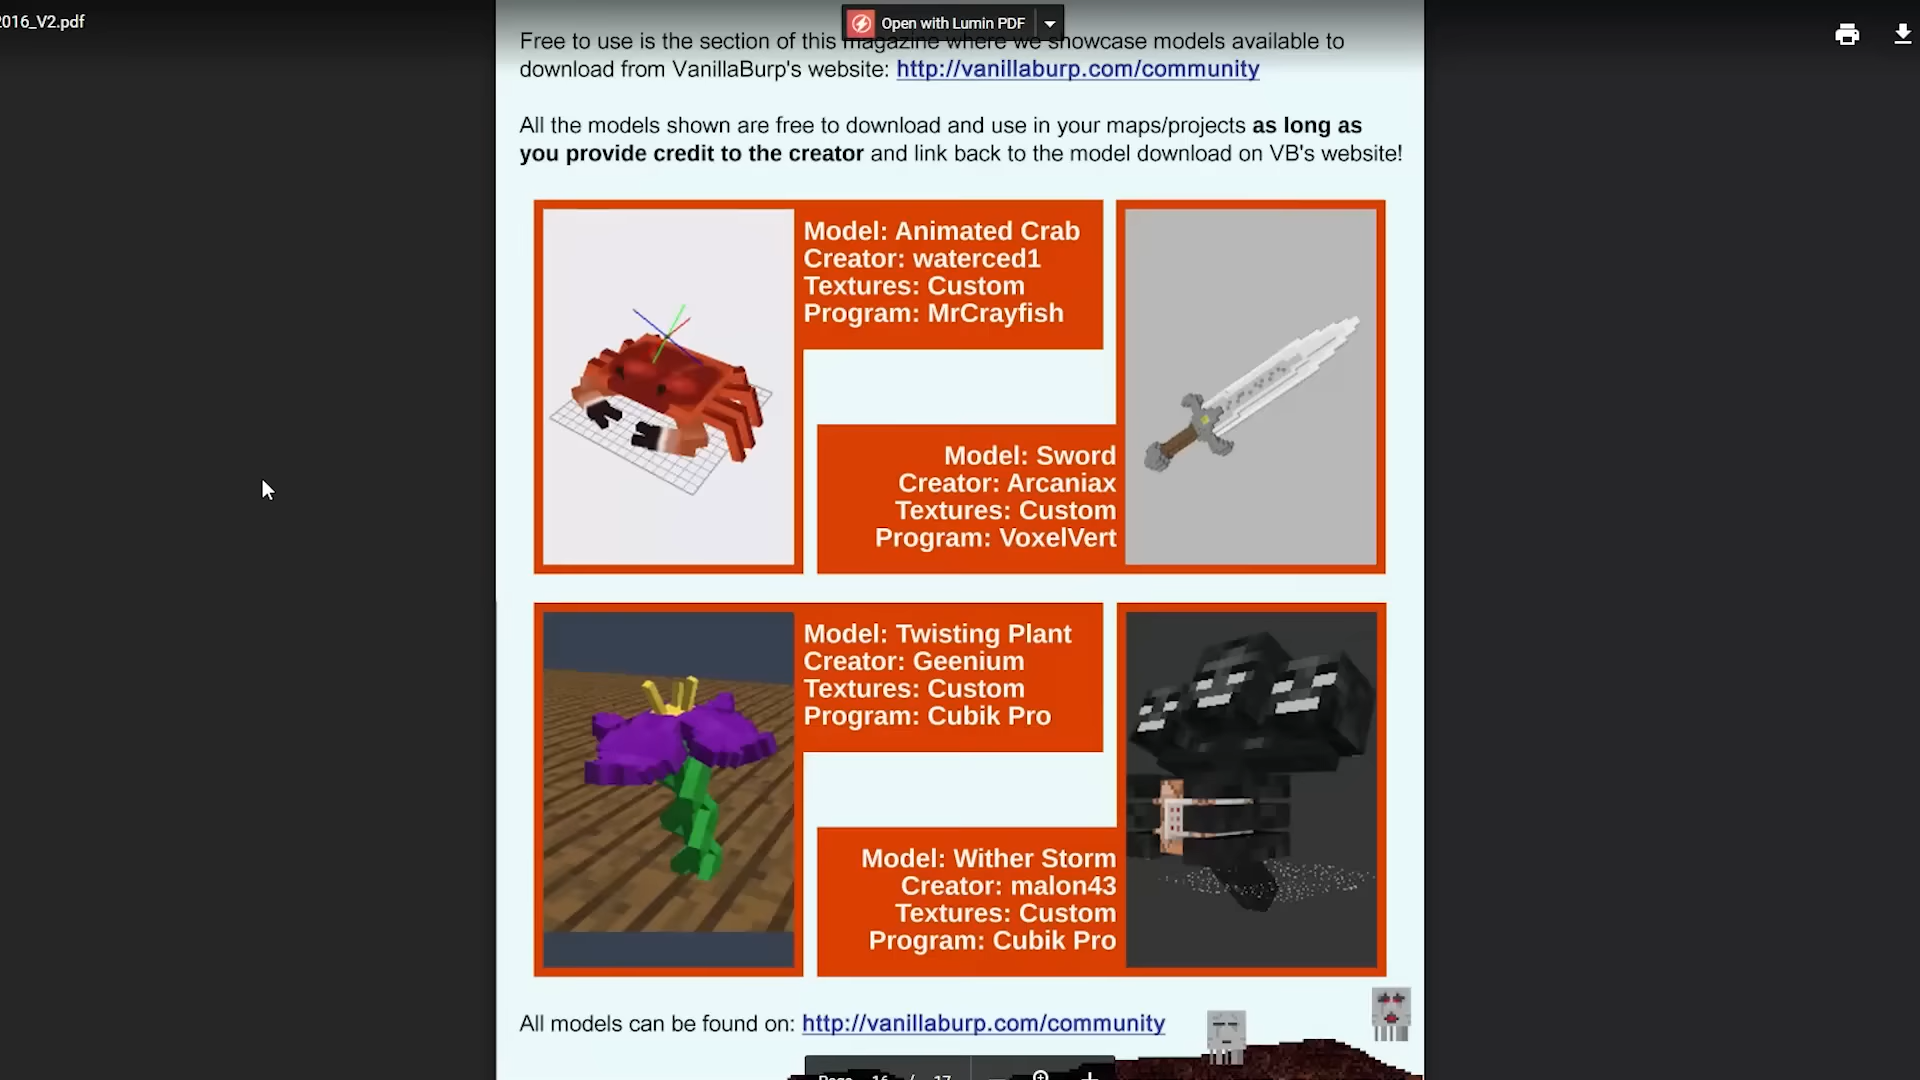 2016_V2.pdf
Open with Lumin PDF
Free to use is the section of this magazine where we showcase models available to
download from VanillaBurp's website: http://vanillaburp.com/community
All the models shown are free to download and use in your maps/projects as long as
you provide credit to the creator and link back to the model download on VB's website!
Model: Animated Crab
Creator: waterced1
Textures: Custom
Program: MrCrayfish
Model: Sword
Creator: Arcaniax
Textures: Custom
Program: VoxelVert
Model: Twisting Plant
Creator: Geenium
Textures: Custom
Program: Cubik Pro
Model: Wither Storm
Creator: malon43
Textures: Custom
Program: Cubik Pro
All models can be found on: http://vanillaburp.com/community
Page 16 / 17